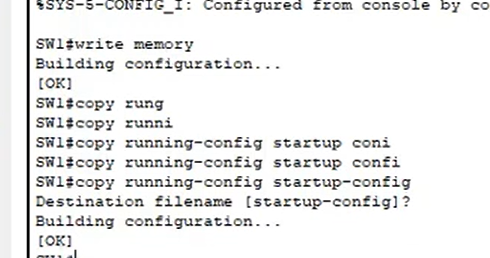 %SYS-5-CONFIG_I: Configured from console by co
SW1#write memory
Building configuration...
[OK]
SW1#copy rung
SW1#copy runni
SW1#copy running-config startup coni
SW1#copy running-config startup confi
SW1#copy running-config startup-config
Destination filename [startup-config]?
Building configuration...
[OK]
SW1#